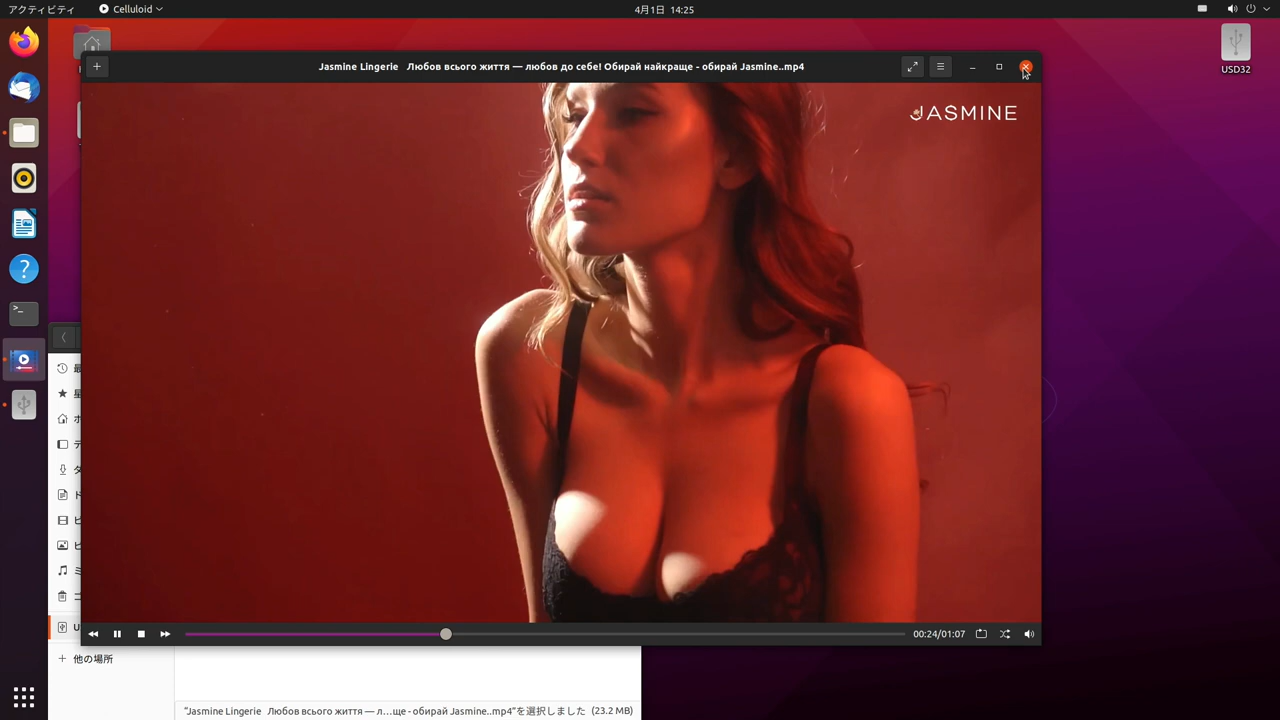 アクティビティ
Celluloid
4月1日 14:25
USD32
Jasmine Lingerie Любов всього життя — любов до себе! Обирай найкраще - обирай Jasmine..mp4
JASMINE
00:24/01:07
他の場所
"Jasmine Lingerie Любов всього життя — л…ще - обирай Jasmine..mp4"を選択しました (23.2 MB)